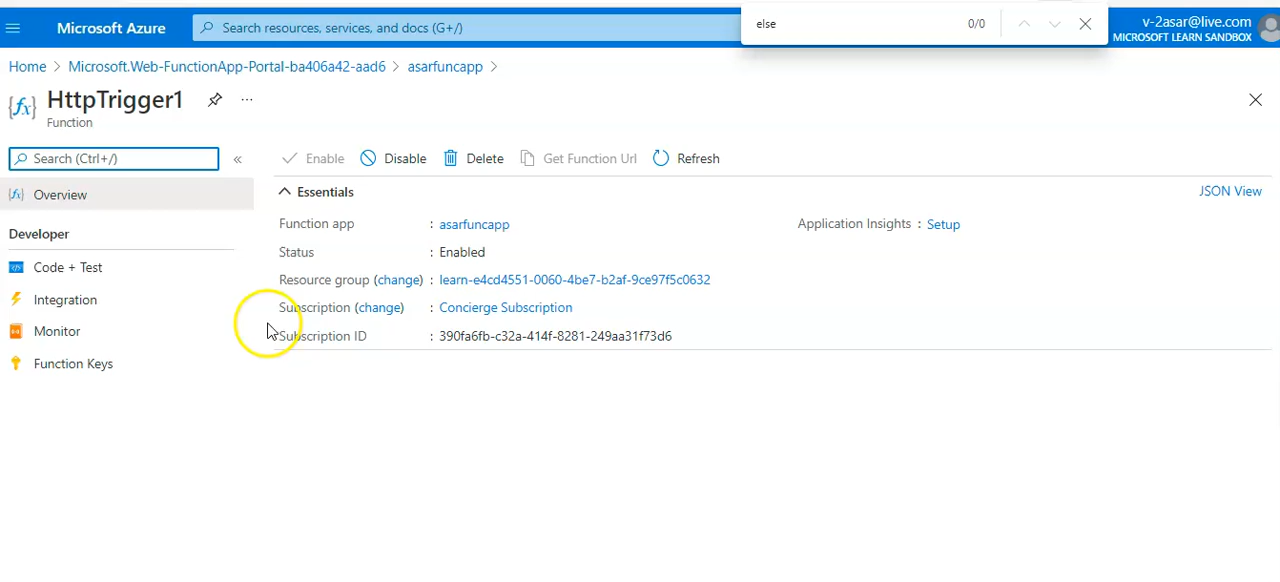 else 0/0
Microsoft Azure Search resources, services, and docs (G+/) v-2asar@live.com
MICROSOFT LEARN SANDBOX
Home > Microsoft.Web-FunctionApp-Portal-ba406a42-aad6 > asarfuncapp >
{fx} HttpTrigger1 ...
Function
Search (Ctrl+/) «
Enable Disable Delete Get Function Url Refresh
{fx} Overview
Essentials JSON View
Function app : asarfuncapp Application Insights : Setup
Status : Enabled
Resource group (change) : learn-e4cd4551-0060-4be7-b2af-9ce97f5c0632
Subscription (change) : Concierge Subscription
Subscription ID : 390fa6fb-c32a-414f-8281-249aa31f73d6
Developer
Code + Test
Integration
Monitor
Function Keys